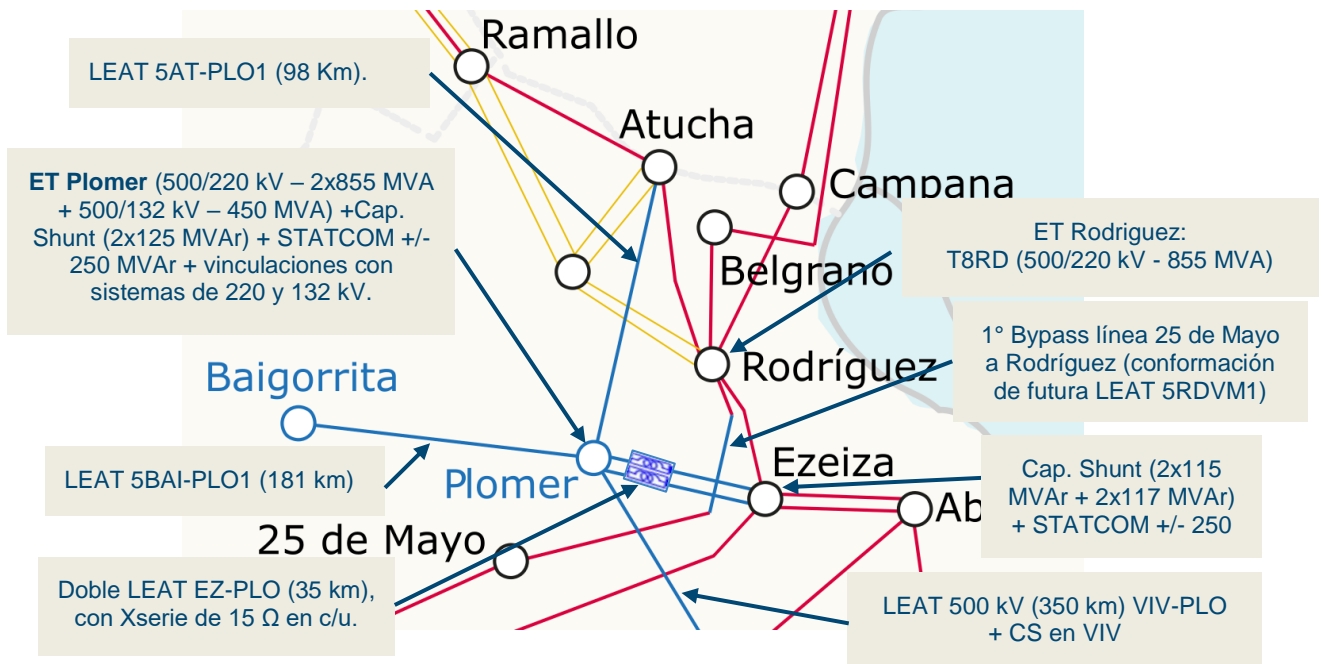 Ramallo
LEAT 5AT-PLO1 (98 Km).
Atucha
ET Plomer (500/220 kV – 2x855 MVA
+ 500/132 kV – 450 MVA) +Cap.
Shunt (2x125 MVAr) + STATCOM +/-
250 MVAr + vinculaciones con
sistemas de 220 y 132 kV.
Campana
Belgrano
ET Rodriguez:
T8RD (500/220 kV - 855 MVA)
1° Bypass línea 25 de Mayo
a Rodríguez (conformación
de futura LEAT 5RDVM1)
Rodríguez
Baigorrita
LEAT 5BAI-PLO1 (181 km)
Plomer
Ezeiza
Cap. Shunt (2x115
MVAr + 2x117 MVAr)
+ STATCOM +/- 250
Ab
25 de Mayo
Doble LEAT EZ-PLO (35 km),
con Xserie de 15 Ω en c/u.
LEAT 500 kV (350 km) VIV-PLO
+ CS en VIV